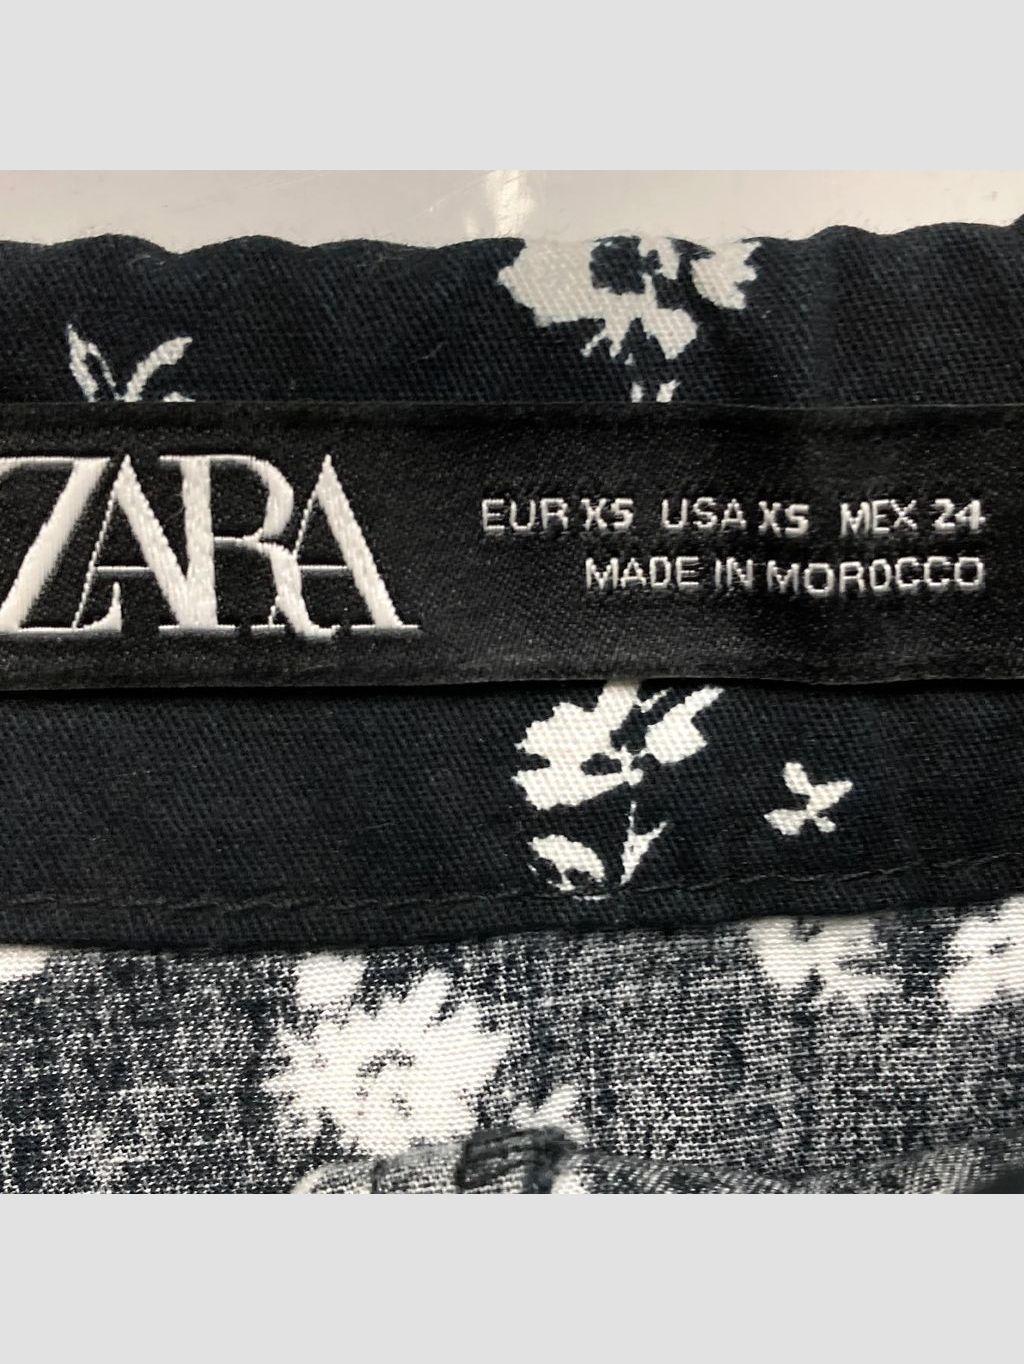 ZARA
EUR XS USA XS MEX 24
MADE IN MOROCCO